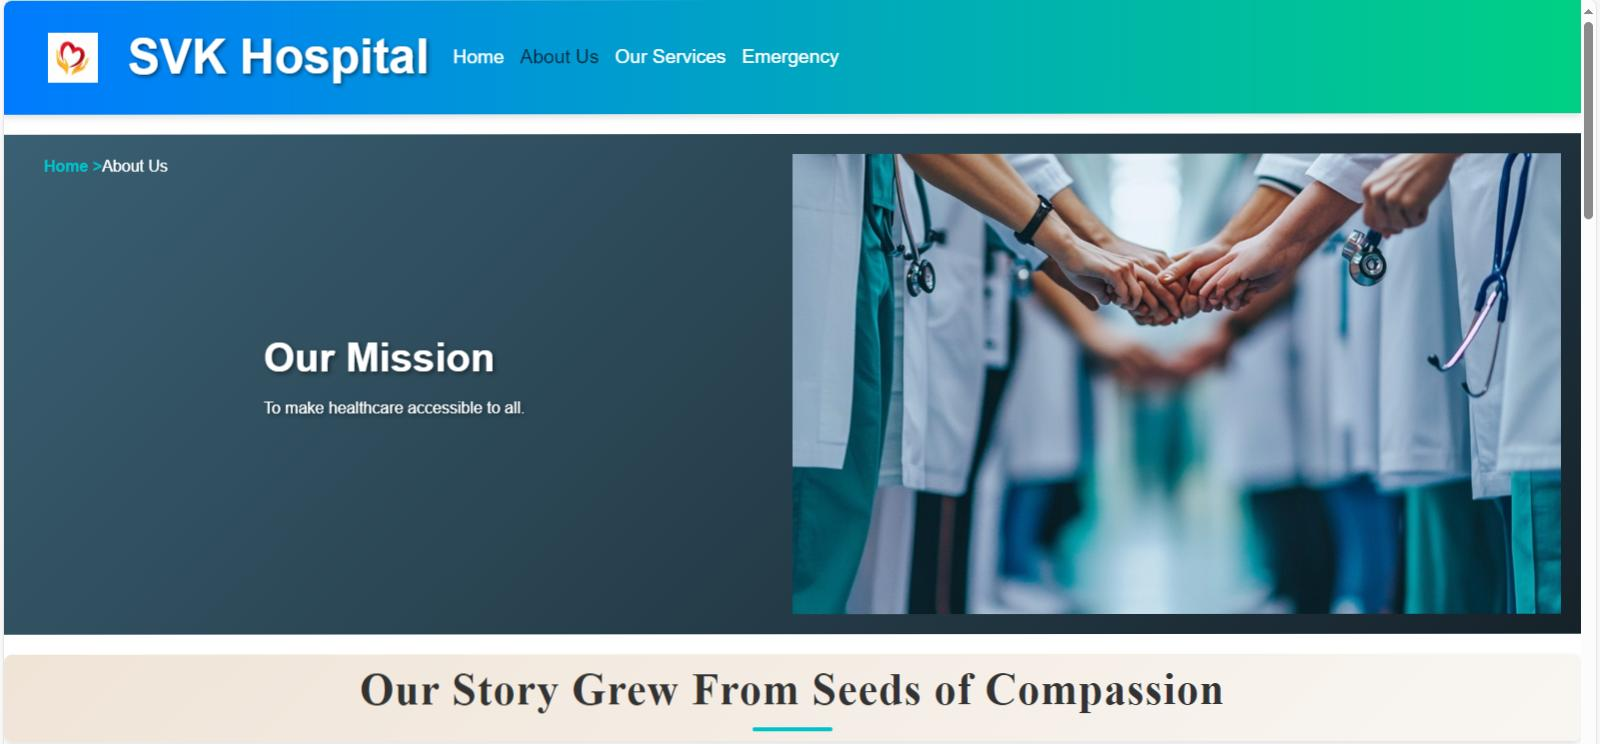 SVK Hospital
Home
About Us
Our Services
Emergency
Home >About Us
Our Mission
To make healthcare accessible to all.
Our Story Grew From Seeds of Compassion